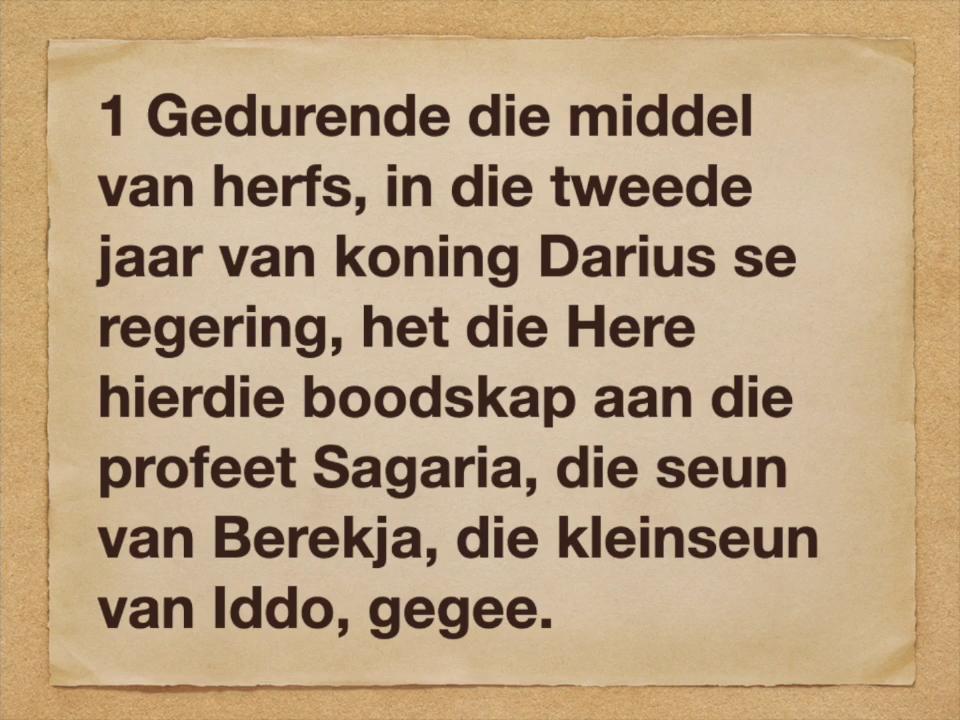 1 Gedurende die middel
van herfs, in die tweede
jaar van koning Darius se
regering, het die Here
hierdie boodskap aan die
profeet Sagaria, die seun
van Berekja, die kleinseun
van Iddo, gegee.